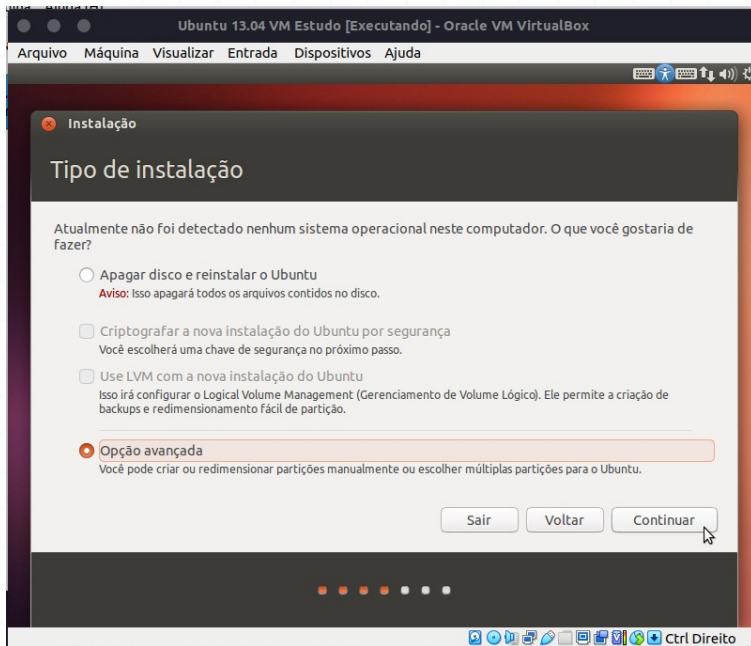 Ubuntu 13.04 VM Estudo [Executando] - Oracle VM VirtualBox
Arquivo Máquina Visualizar Entrada Dispositivos Ajuda
Instalação
Tipo de instalação
Atualmente não foi detectado nenhum sistema operacional neste computador. O que você gostaria de
fazer?
Apagar disco e reinstalar o Ubuntu
Aviso: Isso apagará todos os arquivos contidos no disco.
Criptografar a nova instalação do Ubuntu por segurança
Você escolherá uma chave de segurança no próximo passo.
Use LVM com a nova instalação do Ubuntu
Isso irá configurar o Logical Volume Management (Gerenciamento de Volume Lógico). Ele permite a criação de
backups e redimensionamento fácil de partição.
Opção avançada
Você pode criar ou redimensionar partições manualmente ou escolher múltiplas partições para o Ubuntu.
Sair Voltar Continuar
Ctrl Direito